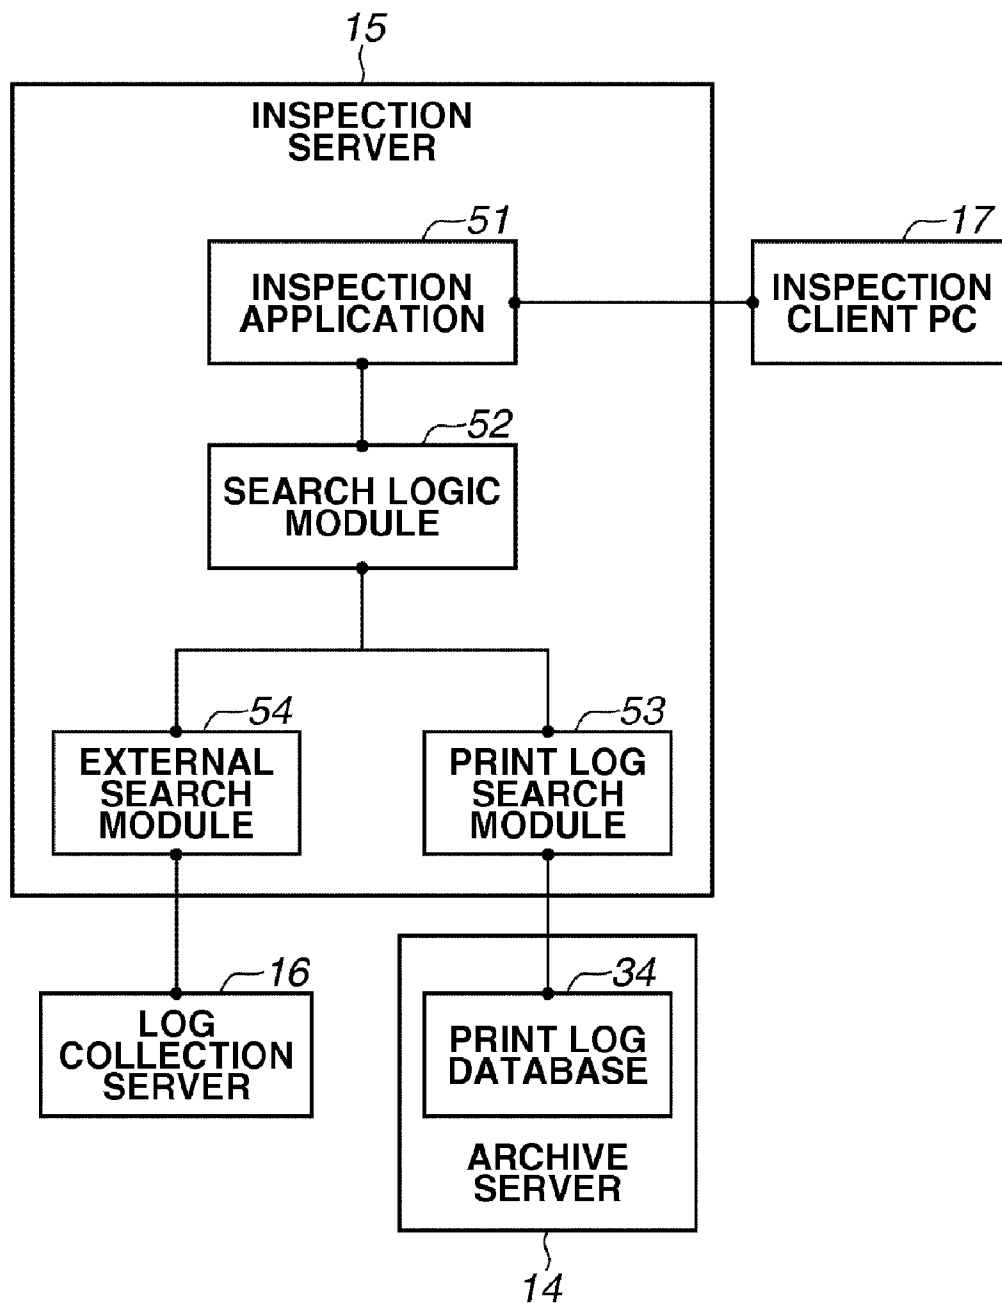 15
INSPECTION
SERVER
51
INSPECTION
APPLICATION
17
INSPECTION
CLIENT PC
52
SEARCH LOGIC
MODULE
54
EXTERNAL
SEARCH
MODULE
53
PRINT LOG
SEARCH
MODULE
16
LOG
COLLECTION
SERVER
34
PRINT LOG
DATABASE
ARCHIVE
SERVER
14